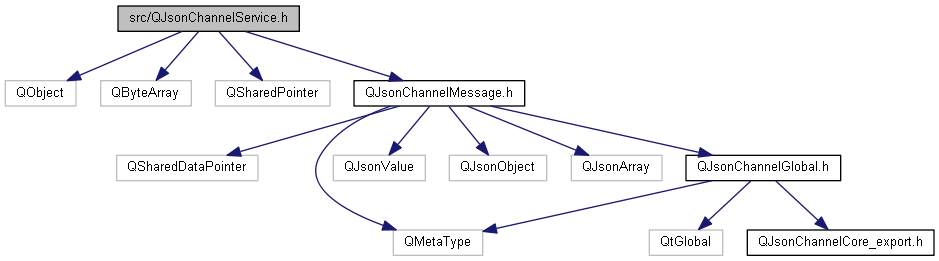 src/QJsonChannelService.h
QObject
QByteArray
QSharedPointer
QJsonChannelMessage.h
QSharedDataPointer
QJsonValue
QJsonObject
QJsonArray
QJsonChannelGlobal.h
QMetaType
QtGlobal
QJsonChannelCore_export.h